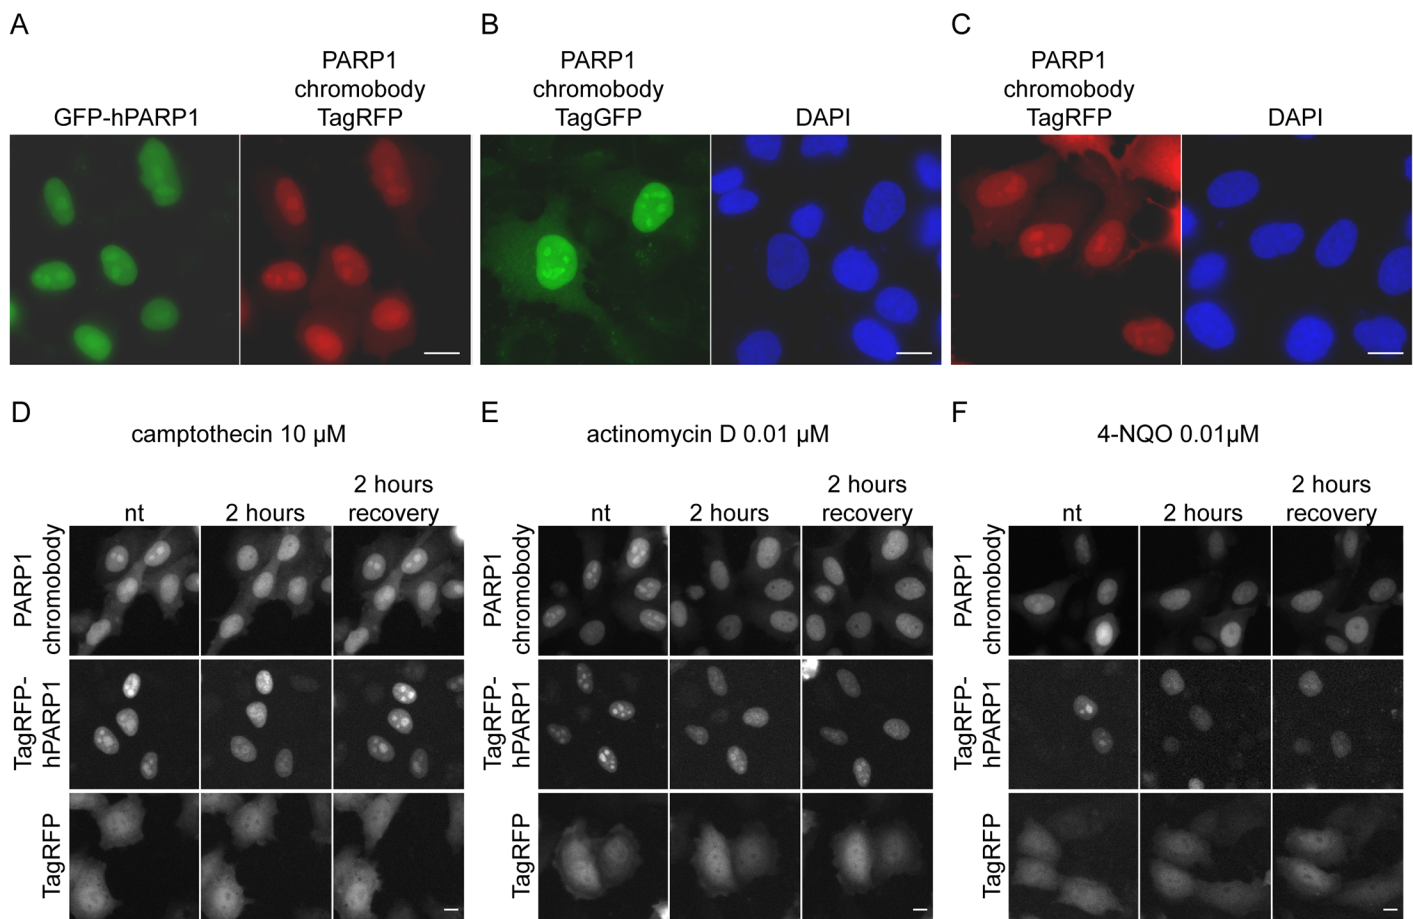 A
B
C
PARP1
chromobody
GFP-hPARP1
TagRFP
PARP1
chromobody
TagGFP
DAPI
PARP1
chromobody
TagRFP
DAPI
D
camptothecin 10 µM
nt
2 hours
2 hours
recovery
PARP1
chromobody
TagRFP-
hPARP1
TagRFP
E
actinomycin D 0.01 µM
nt
2 hours
2 hours
recovery
PARP1
chromobody
TagRFP-
hPARP1
TagRFP
F
4-NQO 0.01µM
nt
2 hours
2 hours
recovery
PARP1
chromobody
TagRFP-
hPARP1
TagRFP